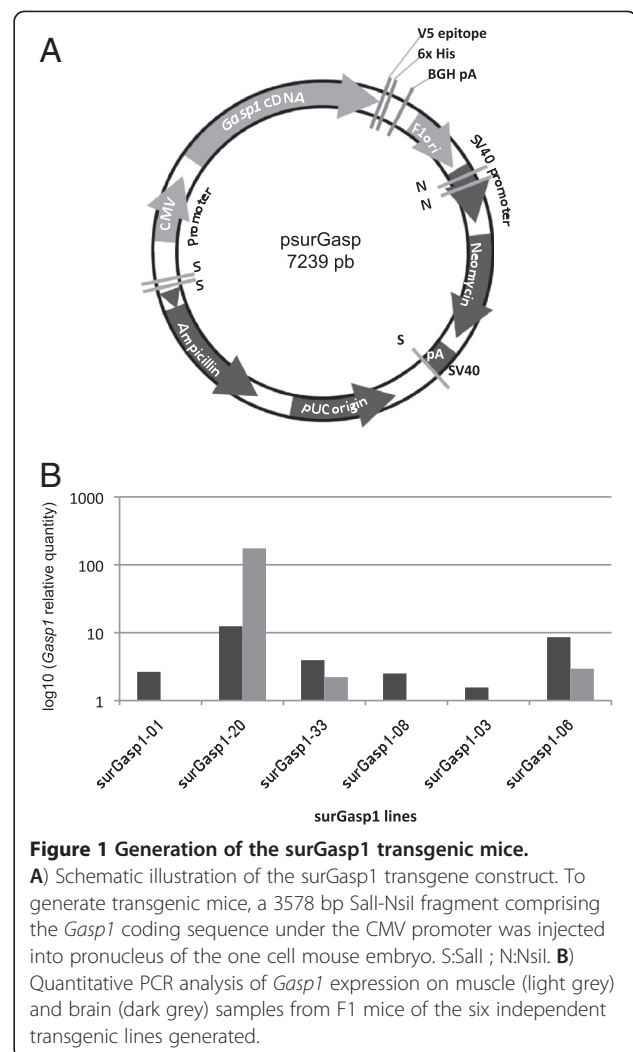 A
V5 epitope
6x His
BGH pA
Gasp1 cDNA
F1ori
SV40 promoter
N
N
CMV
Promoter
psurGasp
7239 pb
Neomycin
S
S
S
pA
SV40
Ampicillin
pUCorigin
B
log10 (Gasp1 relative quantity)
1000
100
10
1
surGasp1-01
surGasp1-20
surGasp1-33
surGasp1-08
surGasp1-03
surGasp1-06
surGasp1 lines
Figure 1 Generation of the surGasp1 transgenic mice.
A) Schematic illustration of the surGasp1 transgene construct. To
generate transgenic mice, a 3578 bp SalI-NsiI fragment comprising
the Gasp1 coding sequence under the CMV promoter was injected
into pronucleus of the one cell mouse embryo. S:SalI ; N:NsiI. B)
Quantitative PCR analysis of Gasp1 expression on muscle (light grey)
and brain (dark grey) samples from F1 mice of the six independent
transgenic lines generated.